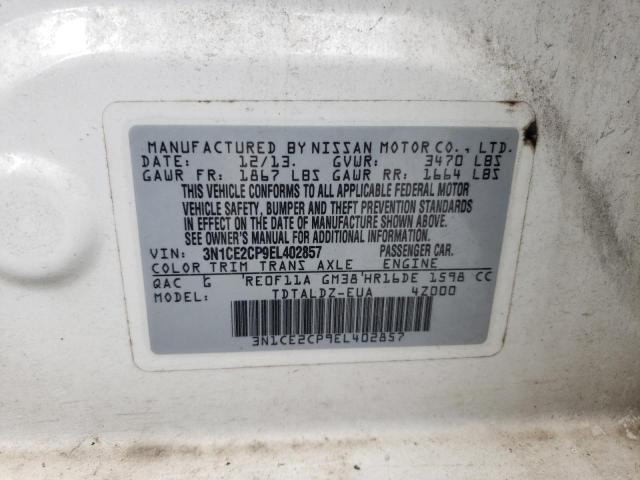 MANUFACTURED BY NISSAN MOTOR CO., LTD.
DATE: 12/13. GVWR: 3470 LBS
GAWR FR: 1867 LBS GAWR RR: 1664 LBS
THIS VEHICLE CONFORMS TO ALL APPLICABLE FEDERAL MOTOR
VEHICLE SAFETY, BUMPER AND THEFT PREVENTION STANDARDS
IN EFFECT ON THE DATE OF MANUFACTURE SHOWN ABOVE.
SEE OWNER'S MANUAL FOR ADDITIONAL INFORMATION.
VIN: 3N1CE2CP9EL402857 PASSENGER CAR.
COLOR TRIM TRANS AXLE ENGINE
QAC G RE0F11A GM38 HR16DE 1598 CC
MODEL: TDTALDZ-EUA 4Z000
3N1CE2CP9EL402857